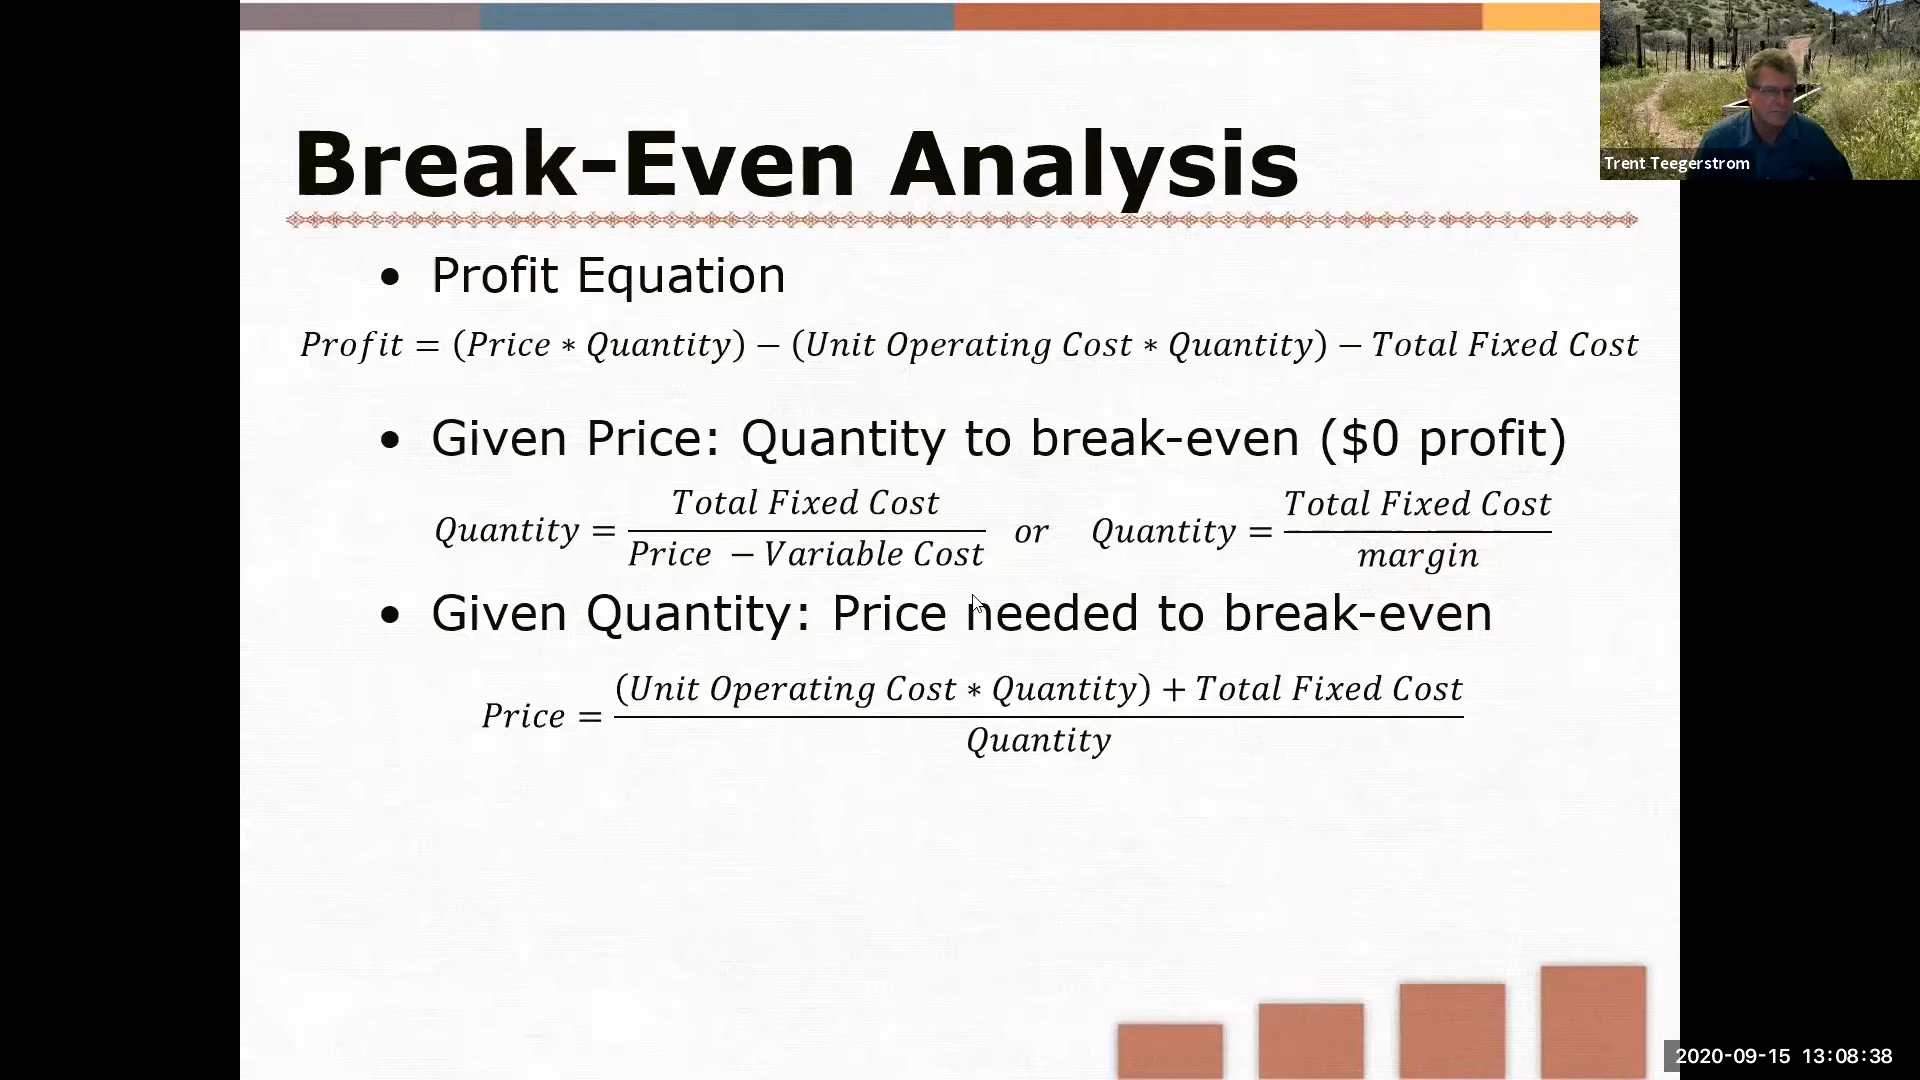 Break-Even Analysis
Trent Teegerstrom
• Profit Equation
Profit = (Price * Quantity) − (Unit Operating Cost * Quantity) − Total Fixed Cost
• Given Price: Quantity to break-even ($0 profit)
Quantity = Total Fixed Cost / Price − Variable Cost or Quantity = Total Fixed Cost / margin
• Given Quantity: Price needed to break-even
Price = (Unit Operating Cost * Quantity) + Total Fixed Cost / Quantity
2020-09-15 13:08:38